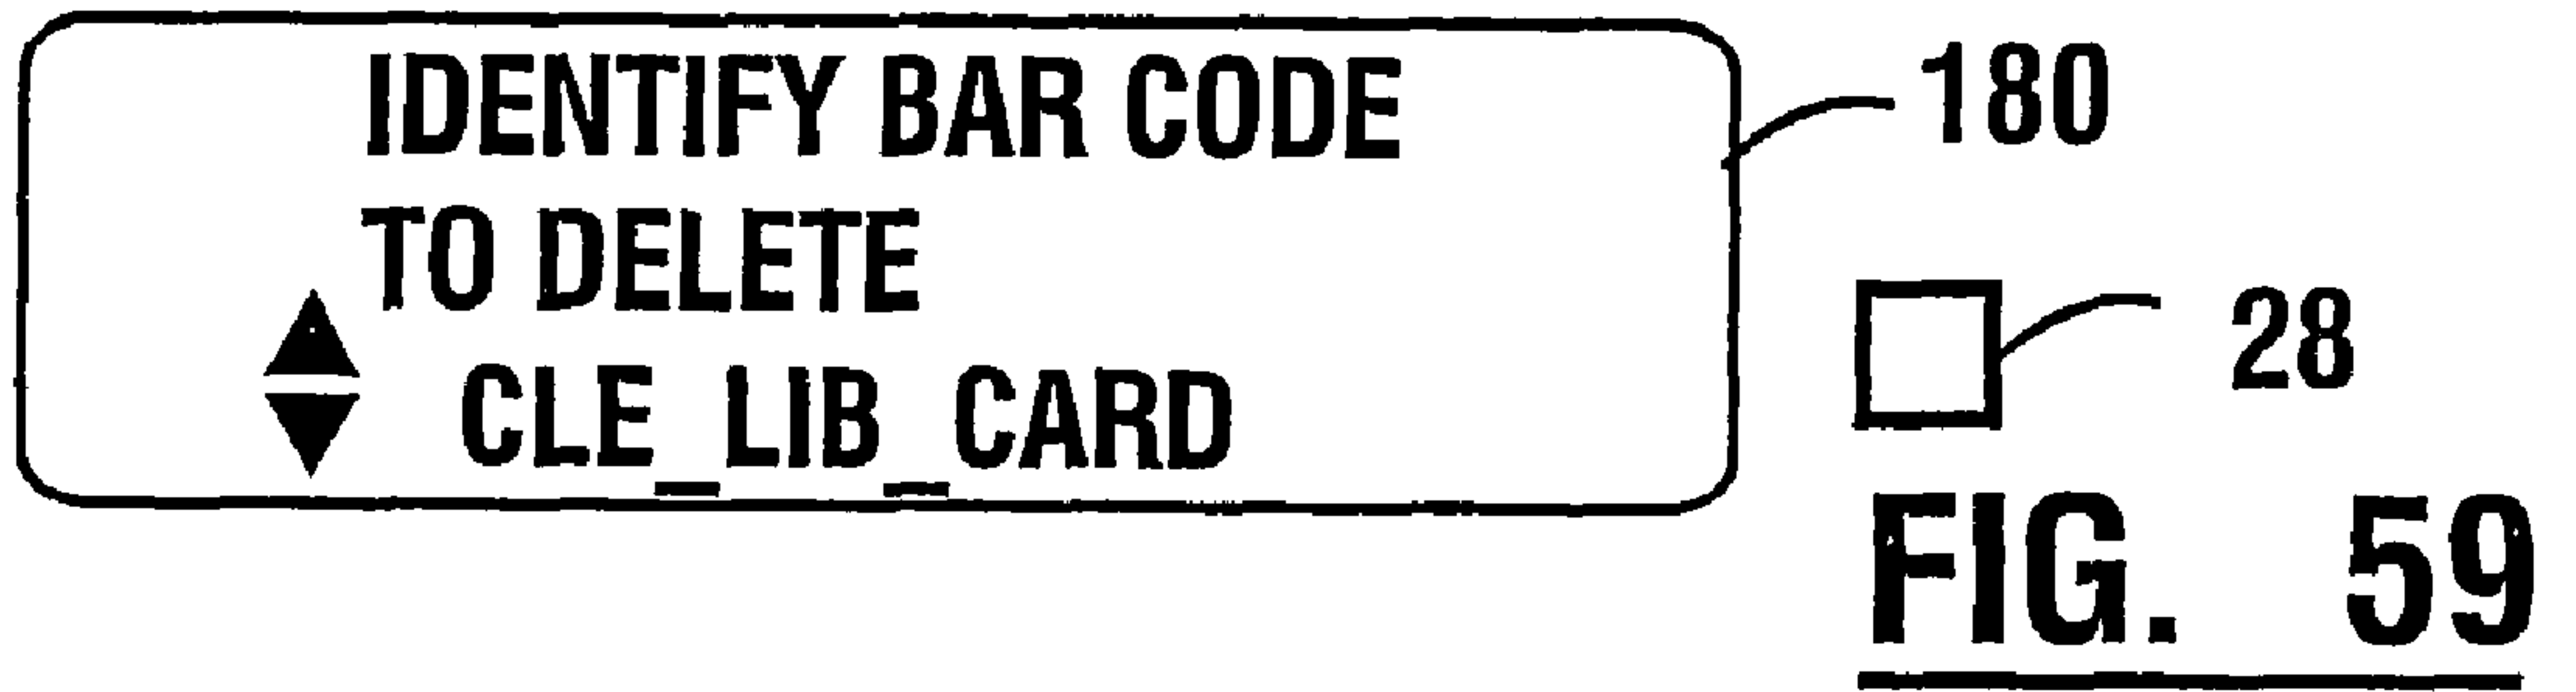 IDENTIFY BAR CODE
TO DELETE
CLE_LIB_CARD
180
28
FIG. 59